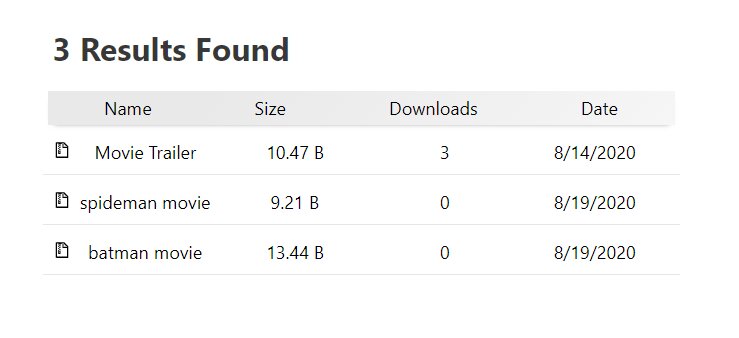 3 Results Found
Name Size Downloads Date
Movie Trailer 10.47 B 3 8/14/2020
spideman movie 9.21 B 0 8/19/2020
batman movie 13.44 B 0 8/19/2020